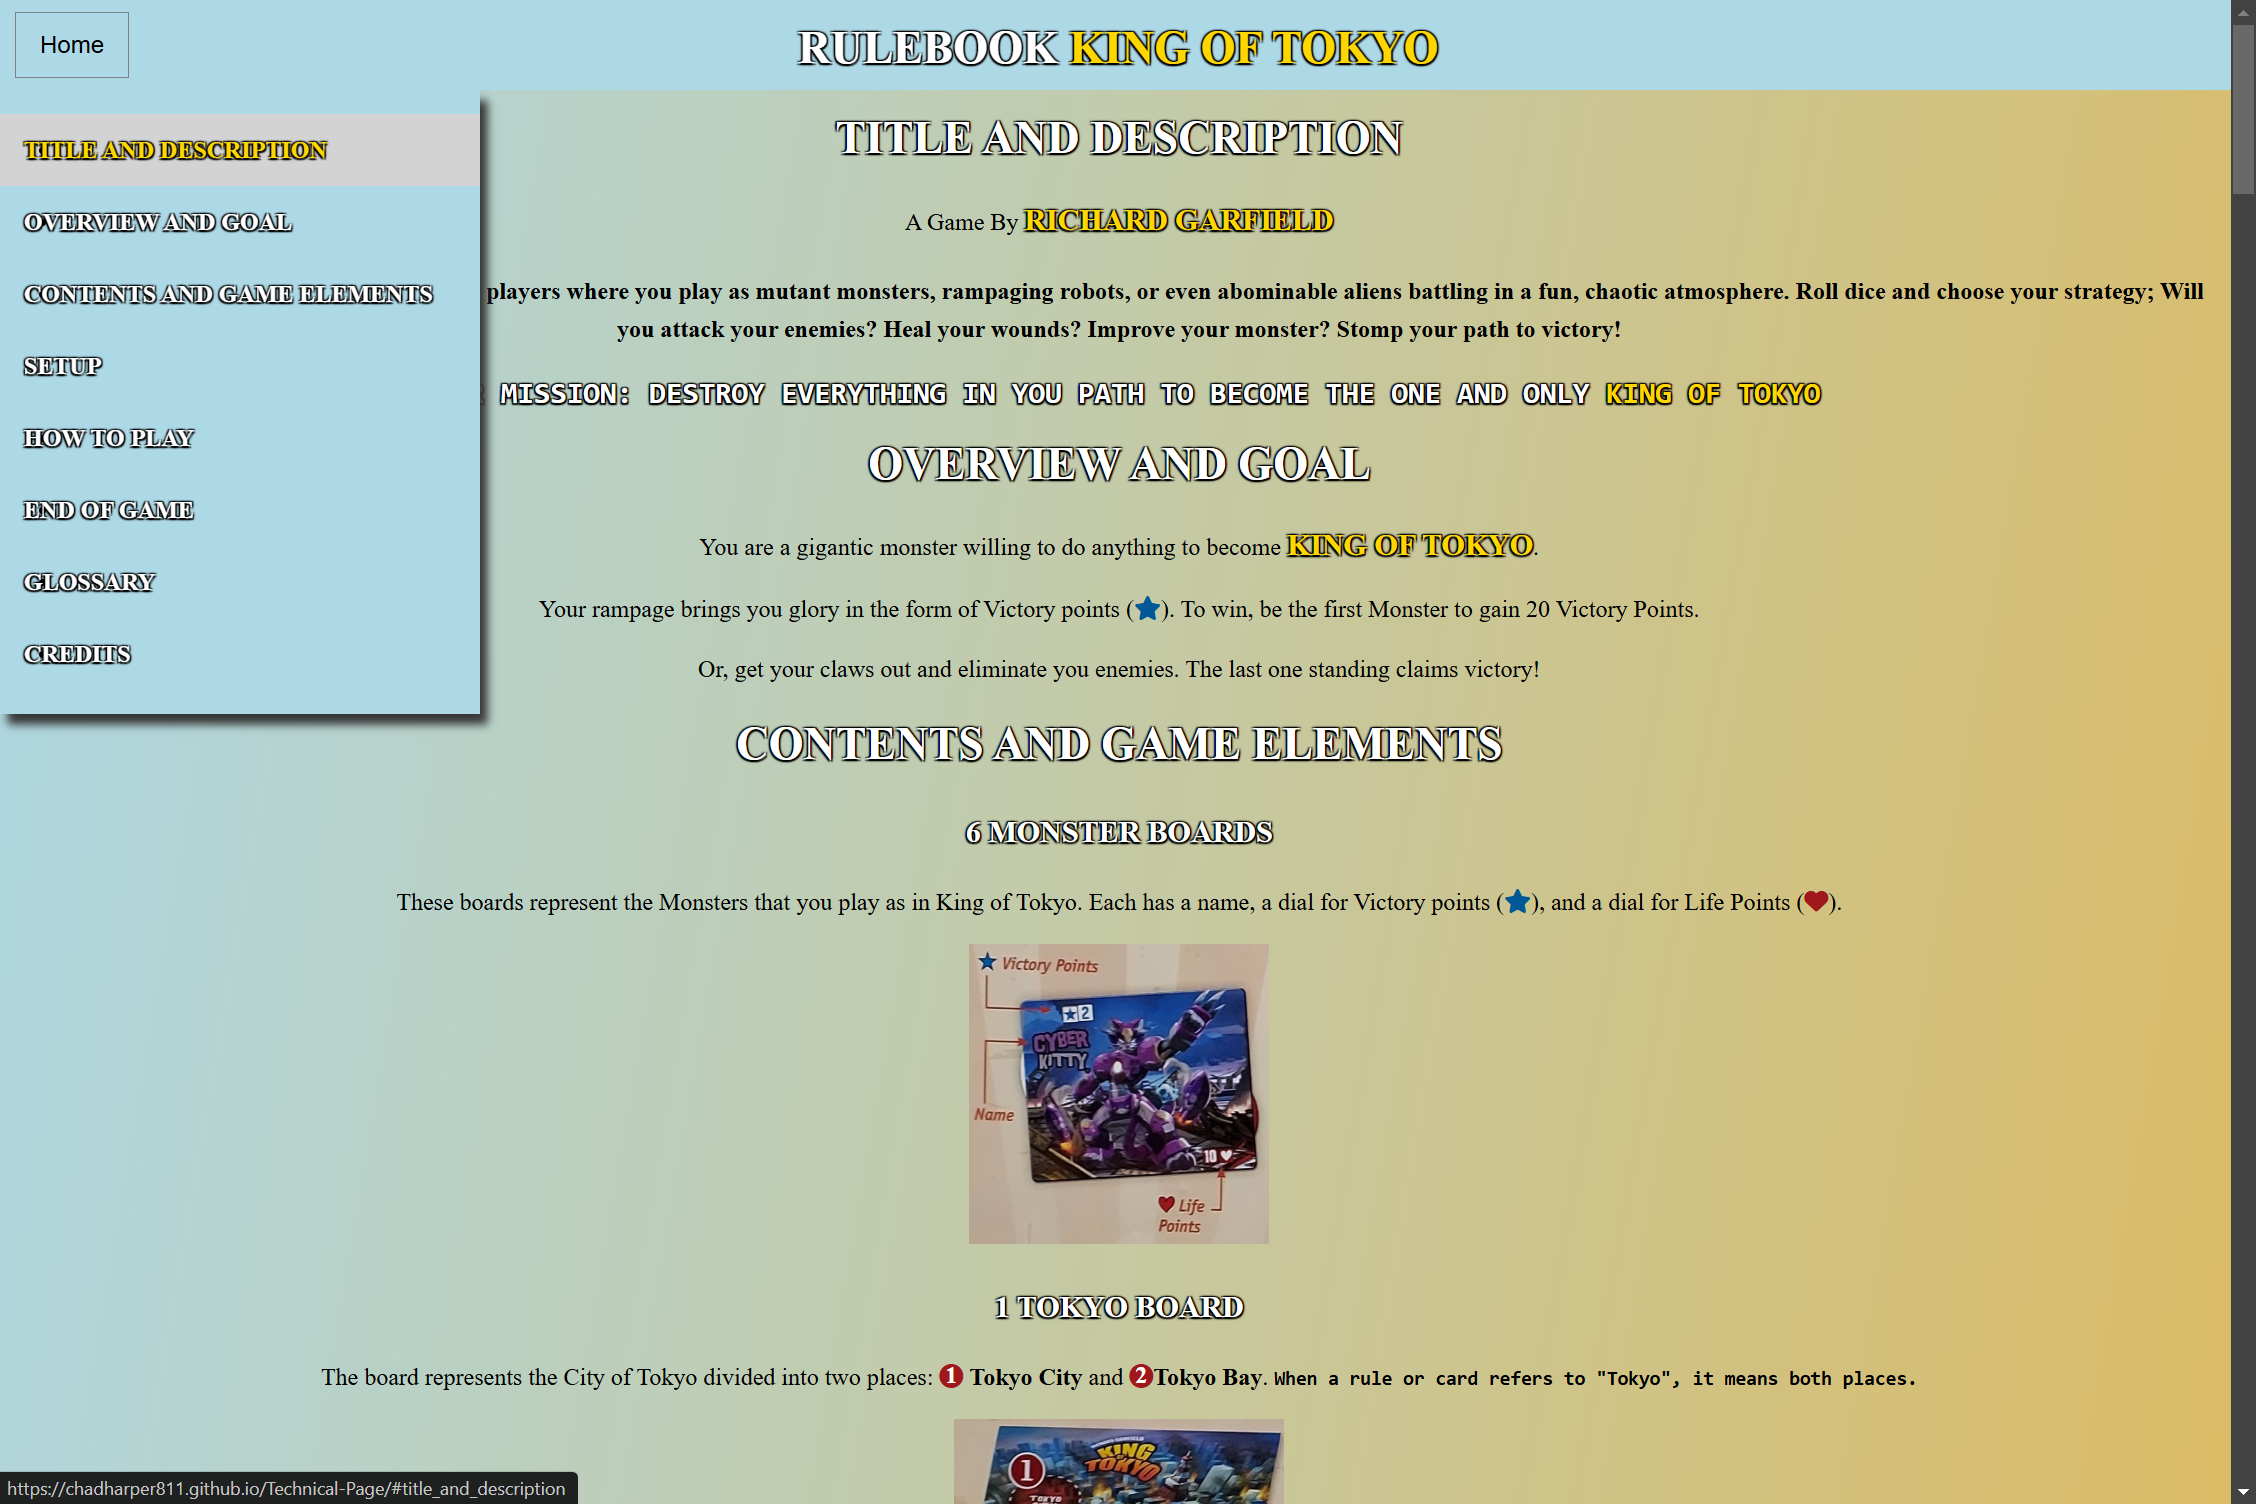 Home
RULEBOOK KING OF TOKYO
TITLE AND DESCRIPTION
OVERVIEW AND GOAL
CONTENTS AND GAME ELEMENTS
SETUP
HOW TO PLAY
END OF GAME
GLOSSARY
CREDITS
TITLE AND DESCRIPTION
A Game By RICHARD GARFIELD
players where you play as mutant monsters, rampaging robots, or even abominable aliens battling in a fun, chaotic atmosphere. Roll dice and choose your strategy; Will
you attack your enemies? Heal your wounds? Improve your monster? Stomp your path to victory!
MISSION: DESTROY EVERYTHING IN YOU PATH TO BECOME THE ONE AND ONLY KING OF TOKYO
OVERVIEW AND GOAL
You are a gigantic monster willing to do anything to become KING OF TOKYO.
Your rampage brings you glory in the form of Victory points (★). To win, be the first Monster to gain 20 Victory Points.
Or, get your claws out and eliminate you enemies. The last one standing claims victory!
CONTENTS AND GAME ELEMENTS
6 MONSTER BOARDS
These boards represent the Monsters that you play as in King of Tokyo. Each has a name, a dial for Victory points (★), and a dial for Life Points (♥).
★ Victory Points
★2
CYBER
KITTY
Name
10 ♥
♥ Life
Points
1 TOKYO BOARD
The board represents the City of Tokyo divided into two places: ❶ Tokyo City and ❷Tokyo Bay. When a rule or card refers to "Tokyo", it means both places.
KING OF
TOKYO
1
TOKYO
https://chadharper811.github.io/Technical-Page/#title_and_description